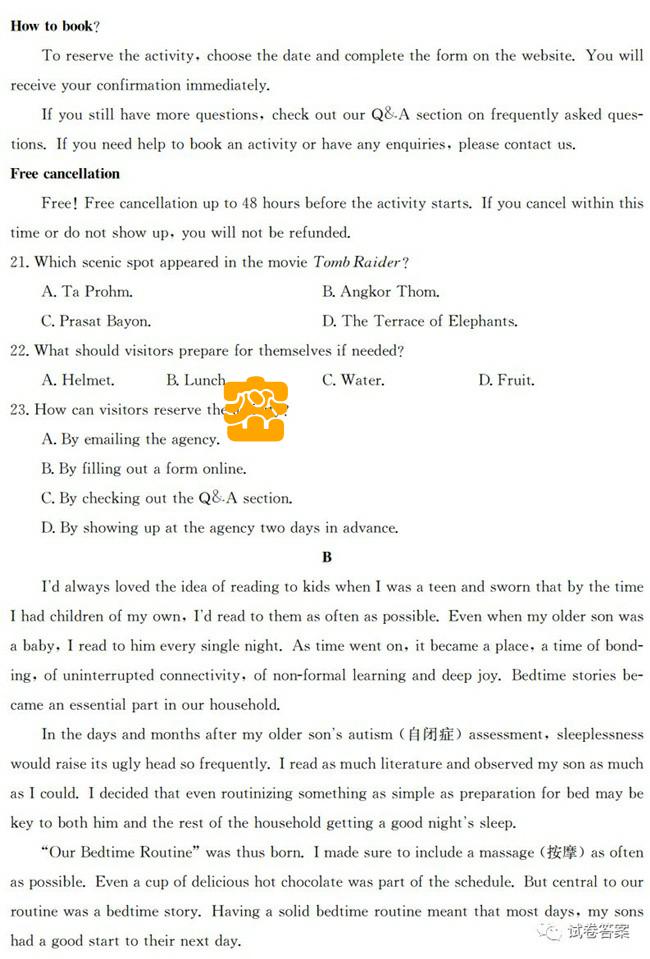 How to book?
To reserve the activity, choose the date and complete the form on the website. You will
receive your confirmation immediately.
If you still have more questions, check out our Q&A section on frequently asked ques-
tions. If you need help to book an activity or have any enquiries, please contact us.
Free cancellation
Free! Free cancellation up to 48 hours before the activity starts. If you cancel within this
time or do not show up, you will not be refunded.
21. Which scenic spot appeared in the movie Tomb Raider?
A. Ta Prohm. B. Angkor Thom.
C. Prasat Bayon. D. The Terrace of Elephants.
22. What should visitors prepare for themselves if needed?
A. Helmet. B. Lunch C. Water. D. Fruit.
23. How can visitors reserve the ?
A. By emailing the agency.
B. By filling out a form online.
C. By checking out the Q&A section.
D. By showing up at the agency two days in advance.
B
I'd always loved the idea of reading to kids when I was a teen and sworn that by the time
I had children of my own, I'd read to them as often as possible. Even when my older son was
a baby, I read to him every single night. As time went on, it became a place, a time of bond-
ing, of uninterrupted connectivity, of non-formal learning and deep joy. Bedtime stories be-
came an essential part in our household.
In the days and months after my older son's autism (自闭症) assessment, sleeplessness
would raise its ugly head so frequently. I read as much literature and observed my son as much
as I could. I decided that even routinizing something as simple as preparation for bed may be
key to both him and the rest of the household getting a good night's sleep.
"Our Bedtime Routine" was thus born. I made sure to include a massage (按摩) as often
as possible. Even a cup of delicious hot chocolate was part of the schedule. But central to our
routine was a bedtime story. Having a solid bedtime routine meant that most days, my sons
had a good start to their next day.
试卷答案